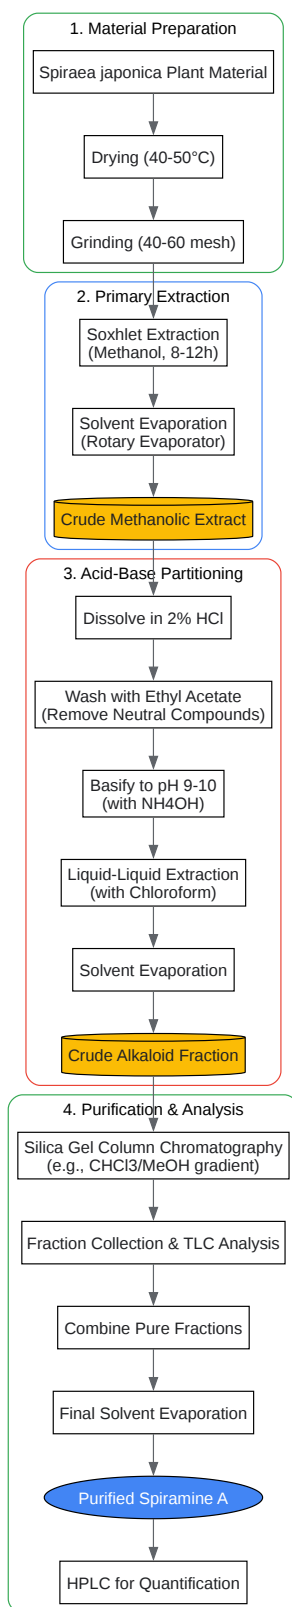 1. Material Preparation
Spiraea japonica Plant Material
Drying (40-50°C)
Grinding (40-60 mesh)
2. Primary Extraction
Soxhlet Extraction
(Methanol, 8-12h)
Solvent Evaporation
(Rotary Evaporator)
Crude Methanolic Extract
3. Acid-Base Partitioning
Dissolve in 2% HCl
Wash with Ethyl Acetate
(Remove Neutral Compounds)
Basify to pH 9-10
(with NH4OH)
Liquid-Liquid Extraction
(with Chloroform)
Solvent Evaporation
Crude Alkaloid Fraction
4. Purification & Analysis
Silica Gel Column Chromatography
(e.g., CHCl3/MeOH gradient)
Fraction Collection & TLC Analysis
Combine Pure Fractions
Final Solvent Evaporation
Purified Spiramine A
HPLC for Quantification